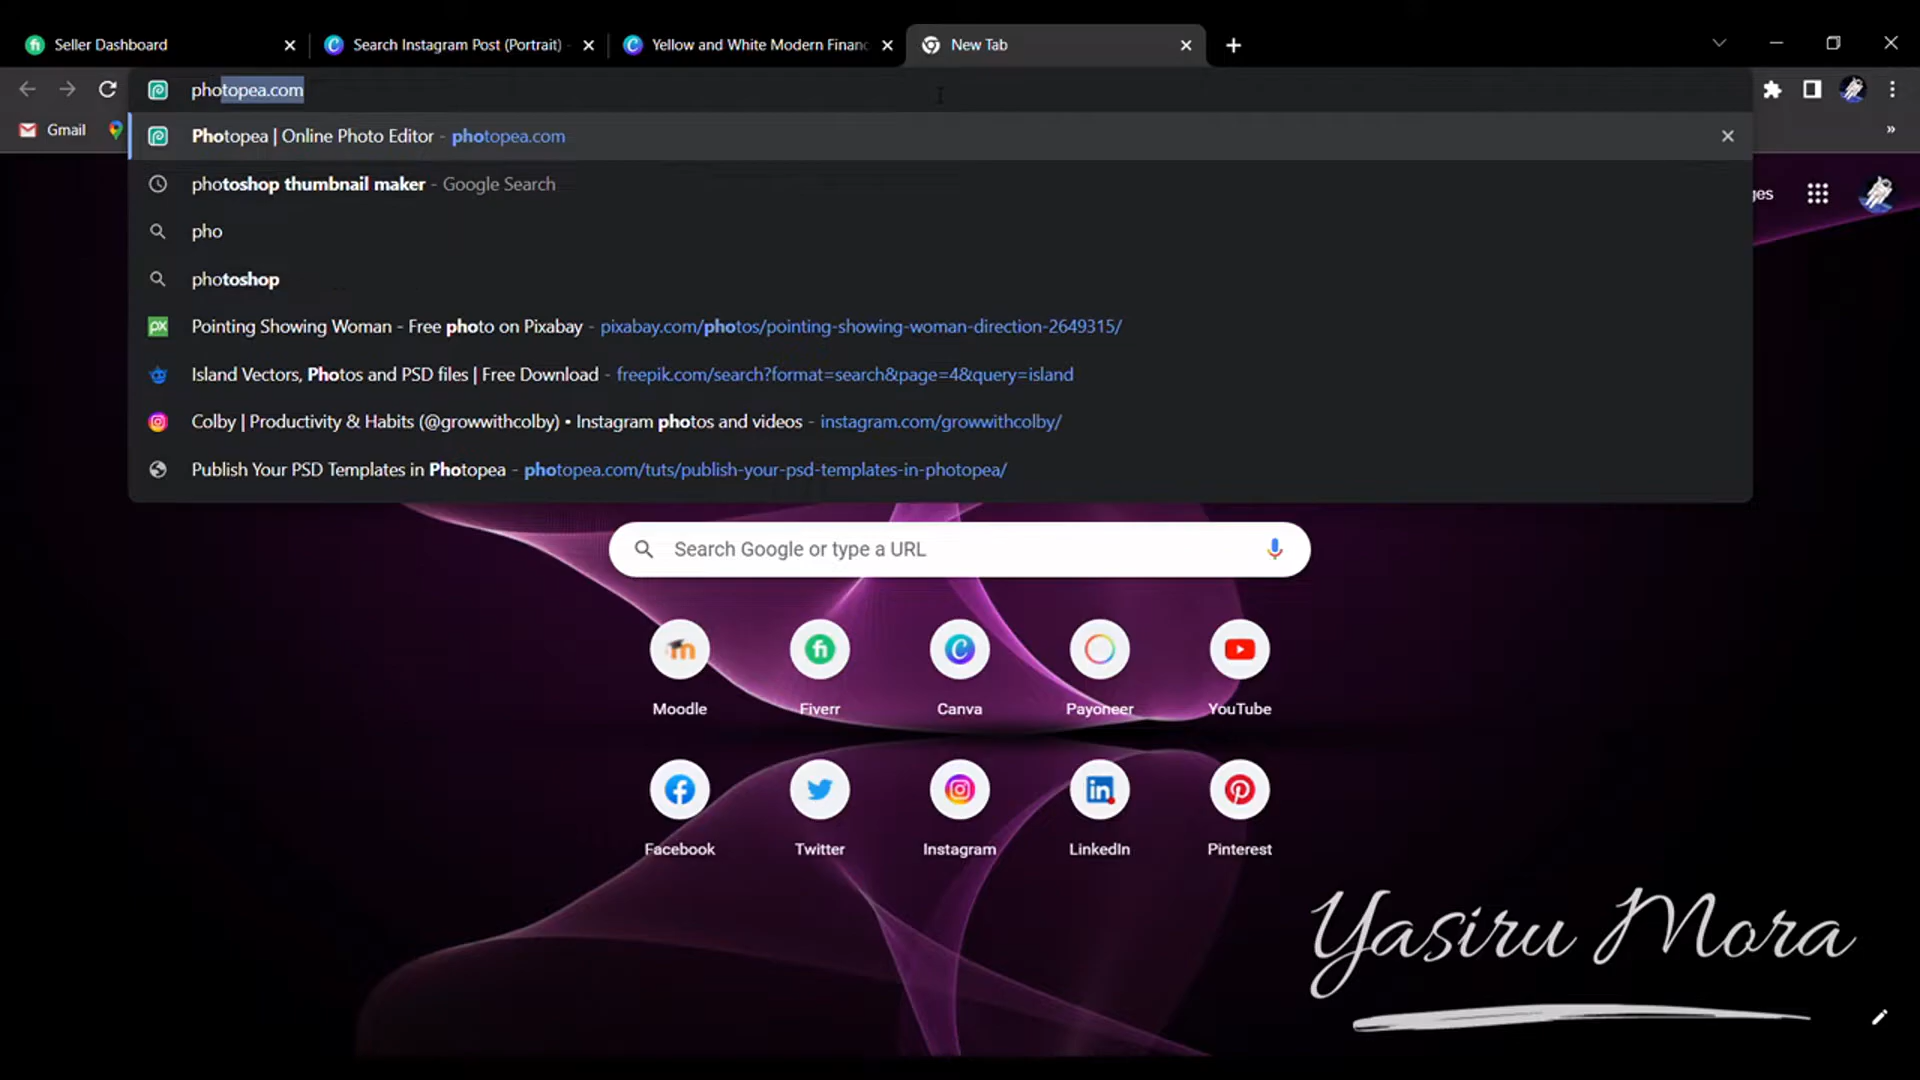 Seller Dashboard
Search Instagram Post (Portrait) -
Yellow and White Modern Financ
New Tab
photopea.com
Gmail
»
Photopea | Online Photo Editor - photopea.com
photoshop thumbnail maker - Google Search
ges
pho
photoshop
px Pointing Showing Woman - Free photo on Pixabay - pixabay.com/photos/pointing-showing-woman-direction-2649315/
Island Vectors, Photos and PSD files | Free Download - freepik.com/search?format=search&page=4&query=island
Colby | Productivity & Habits (@growwithcolby) • Instagram photos and videos - instagram.com/growwithcolby/
Publish Your PSD Templates in Photopea - photopea.com/tuts/publish-your-psd-templates-in-photopea/
Search Google or type a URL
Moodle Fiverr Canva Payoneer YouTube
Facebook Twitter Instagram LinkedIn Pinterest
Yasiru Mora